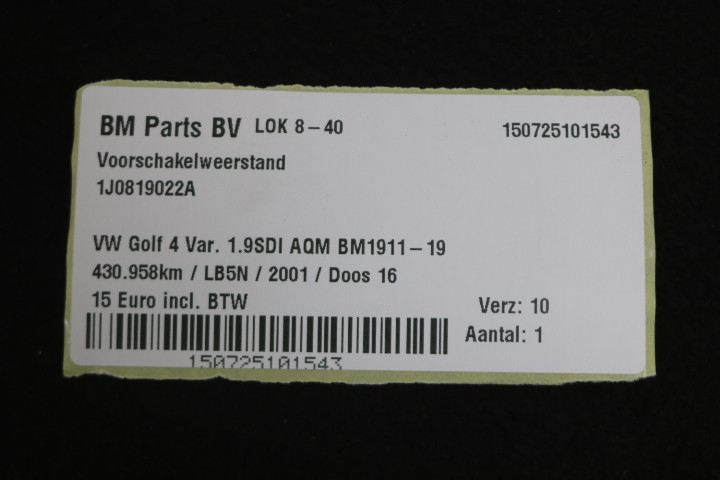 BM Parts BV LOK 8-40 150725101543
Voorschakelweerstand
1J0819022A
VW Golf 4 Var. 1.9SDI AQM BM1911-19
430.958km / LB5N / 2001 / Doos 16
15 Euro incl. BTW
Verz: 10
Aantal: 1
150725101543